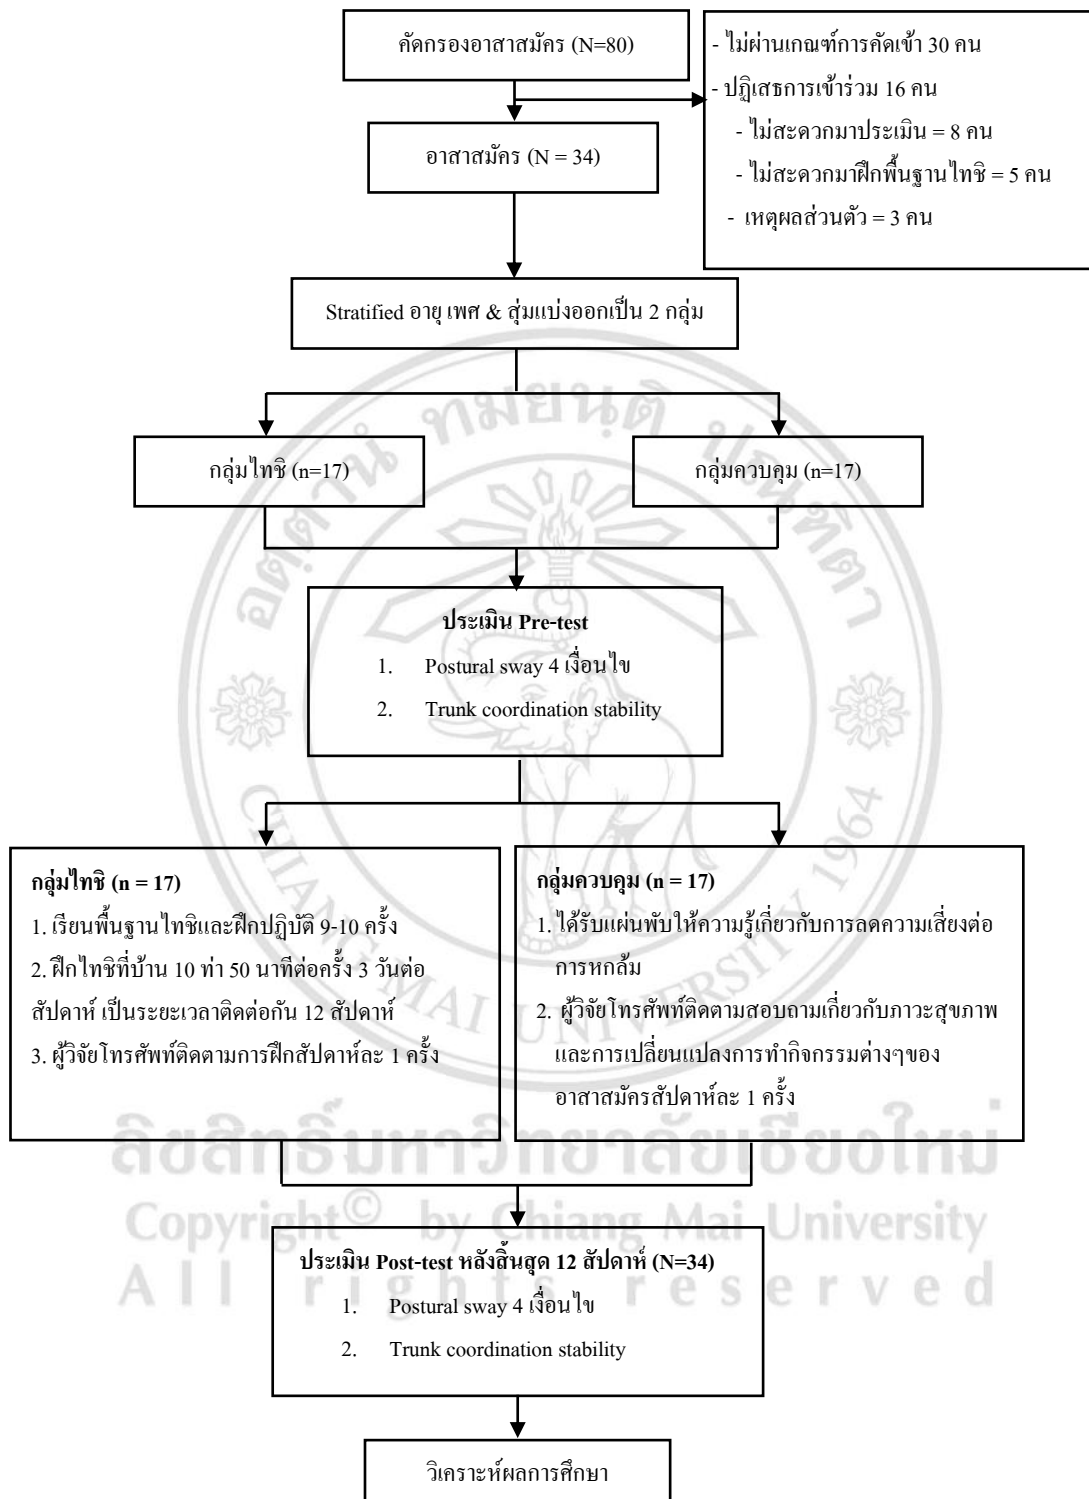 คัดกรองอาสาสมัคร (N=80)
- ไม่ผ่านเกณฑ์การคัดเข้า 30 คน
- ปฏิเสธการเข้าร่วม 16 คน
- ไม่สะดวกมาประเมิน = 8 คน
- ไม่สะดวกมาฝึกพื้นฐานไทชิ = 5 คน
- เหตุผลส่วนตัว = 3 คน
อาสาสมัคร (N = 34)
Stratified อายุ เพศ & สุ่มแบ่งออกเป็น 2 กลุ่ม
กลุ่มไทชิ (n=17)
กลุ่มควบคุม (n=17)
ประเมิน Pre-test
1. Postural sway 4 เงื่อนไข
2. Trunk coordination stability
กลุ่มไทชิ (n = 17)
1. เรียนพื้นฐานไทชิและฝึกปฏิบัติ 9-10 ครั้ง
2. ฝึกไทชิที่บ้าน 10 ท่า 50 นาทีต่อครั้ง 3 วันต่อ
สัปดาห์ เป็นระยะเวลาติดต่อกัน 12 สัปดาห์
3. ผู้วิจัยโทรศัพท์ติดตามการฝึกสัปดาห์ละ 1 ครั้ง
กลุ่มควบคุม (n = 17)
1. ได้รับแผ่นพับให้ความรู้เกี่ยวกับการลดความเสี่ยงต่อ
การหกล้ม
2. ผู้วิจัยโทรศัพท์ติดตามสอบถามเกี่ยวกับภาวะสุขภาพ
และการเปลี่ยนแปลงการทำกิจกรรมต่างๆของ
อาสาสมัครสัปดาห์ละ 1 ครั้ง
ประเมิน Post-test หลังสิ้นสุด 12 สัปดาห์ (N=34)
1. Postural sway 4 เงื่อนไข
2. Trunk coordination stability
วิเคราะห์ผลการศึกษา
อตฺตานํ ทมยนฺติ ปณฺฑิตา
CHIANG MAI UNIVERSITY 1964
ลิขสิทธิ์มหาวิทยาลัยเชียงใหม่
Copyright© by Chiang Mai University
All rights reserved